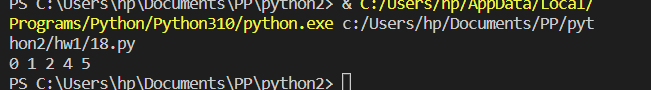 PS C:\Users\hp\Documents\PP\python2> & C:/Users/hp/AppData/Local/
Programs/Python/Python310/python.exe c:/Users/hp/Documents/PP/pyt
hon2/hw1/18.py
0 1 2 4 5
PS C:\Users\hp\Documents\PP\python2>